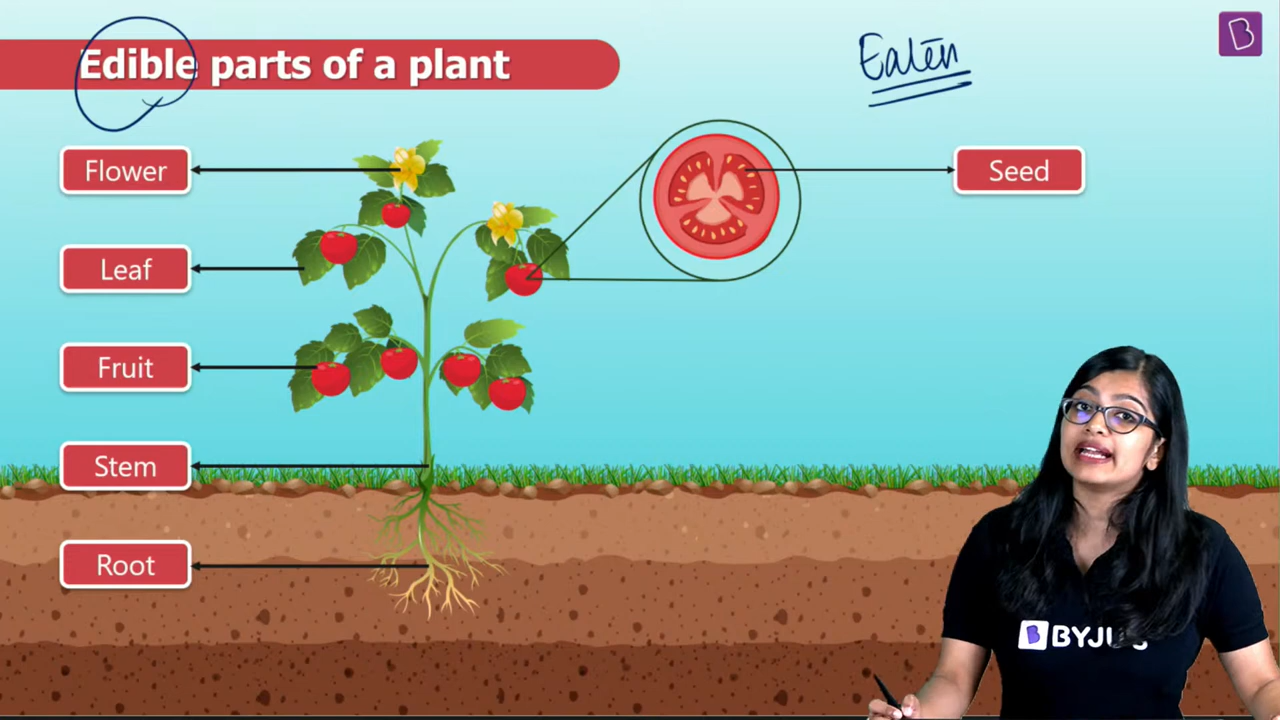 Edible parts of a plant
Eaten
Flower
Seed
Leaf
Fruit
Stem
Root
B
BYJU'S